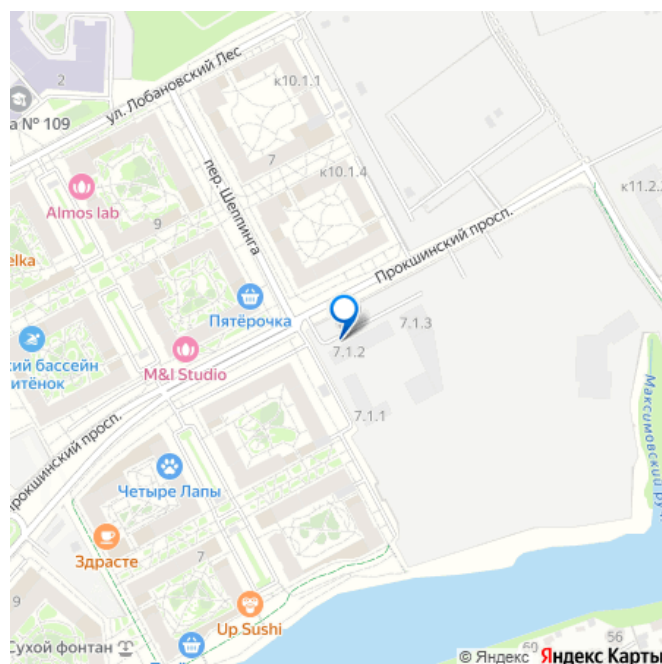 2
ул. Лобановский Лес
к10.1.1
а № 109
7
пер. Шеппинга
к10.1.4
к11.2.
Almos lab
9
Прокшинский просп.
elka
Пятёрочка
7.1.3
7.1.2
кий бассейн
итёнок
M&I Studio
7.1.1
Максимовский ру
рокшинский просп.
Четыре Лапы
Здрасте
7
9
Up Sushi
Сухой фонтан
60
56
© Яндекс Яндекс Карты